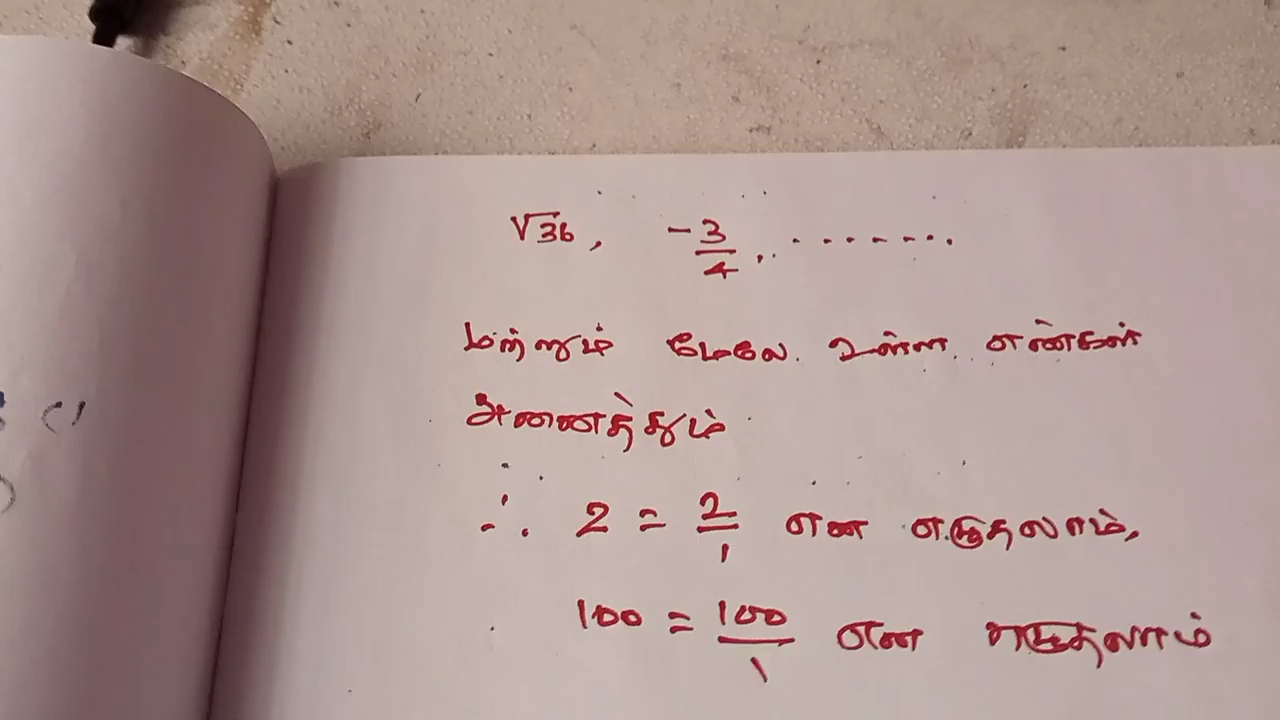 √36, -3/4, ........
மற்றும் மேலே உள்ள எண்கள்
அனைத்தும்
∴ 2 = 2/1 என எழுதலாம்,
100 = 100/1 என எழுதலாம்